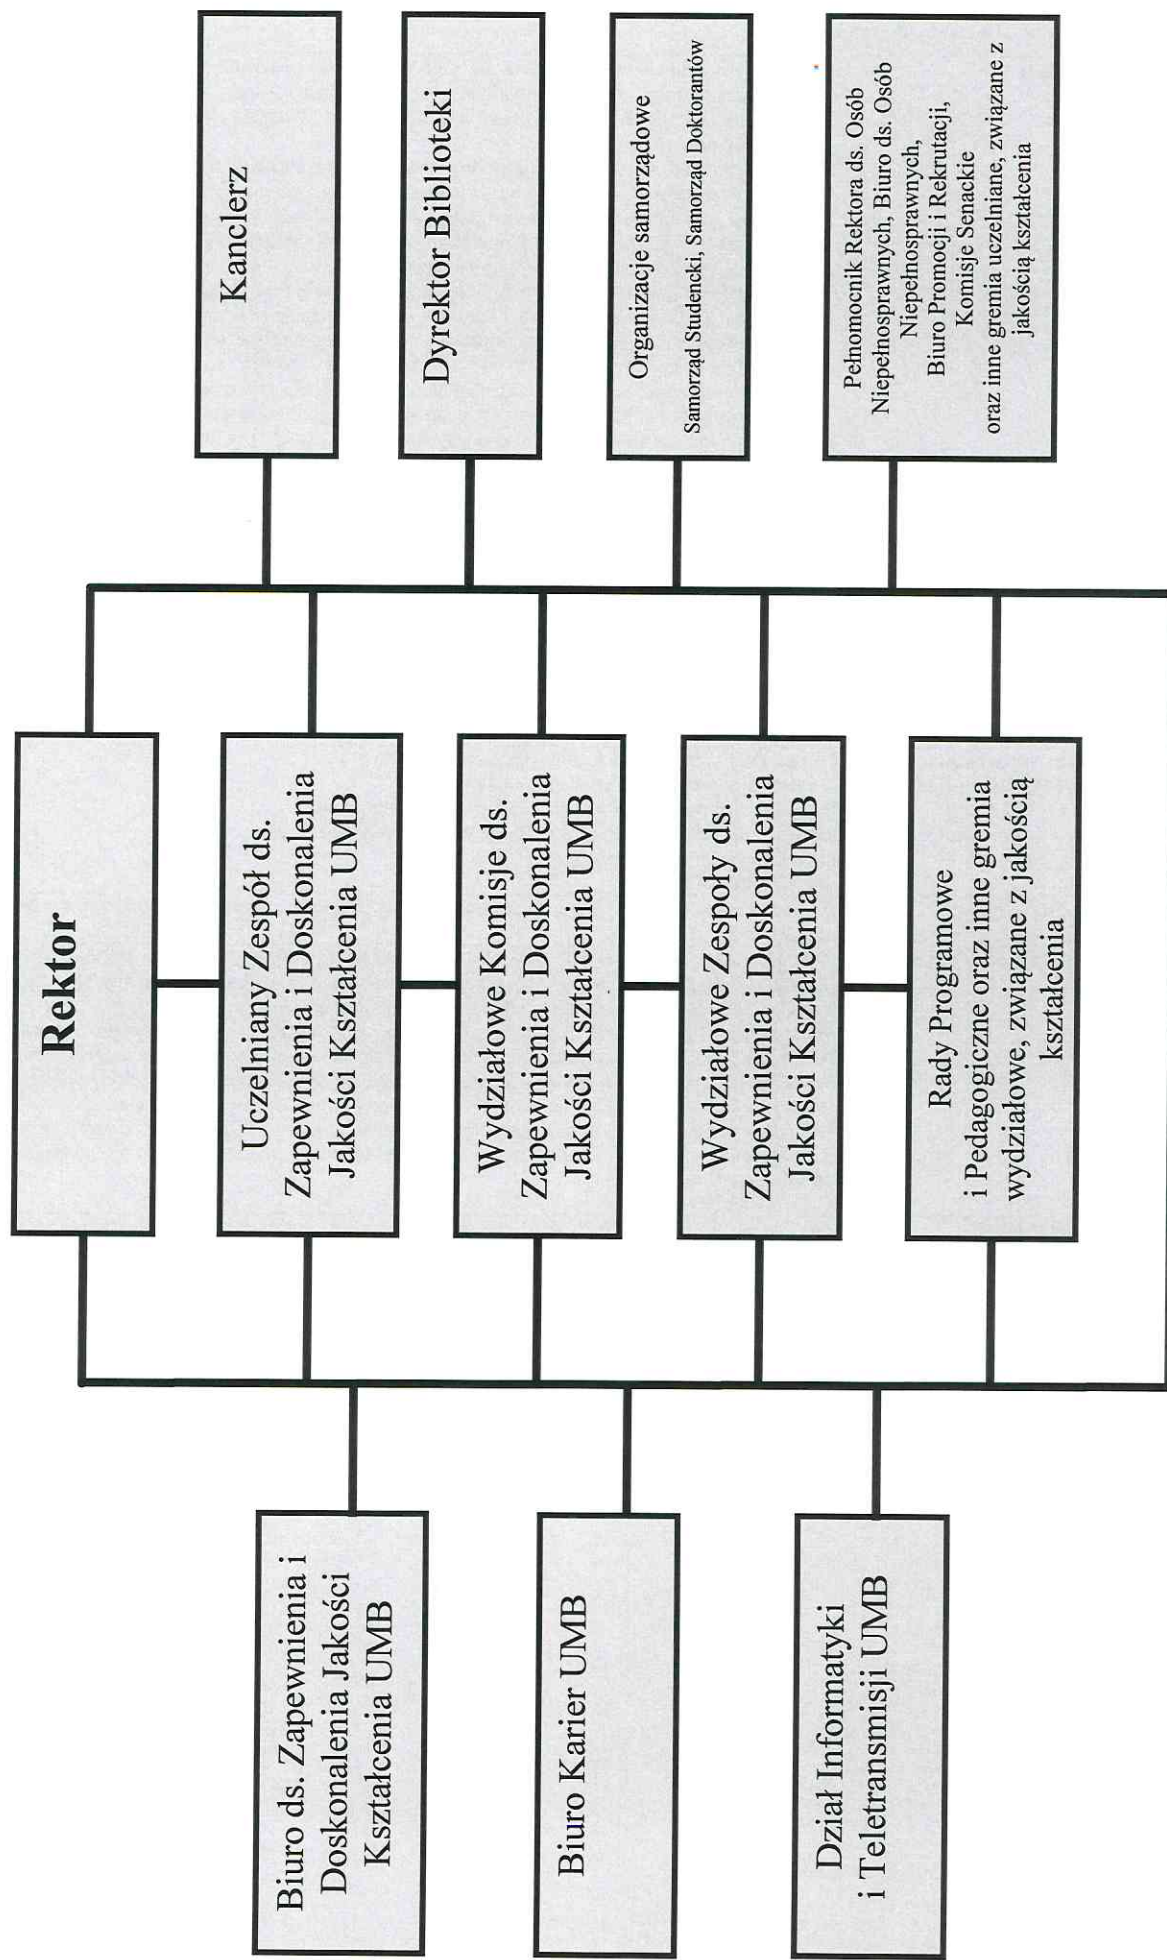 Rektor
Uczelniany Zespół ds.
Zapewnienia i Doskonalenia
Jakości Kształcenia UMB
Wydziałowe Komisje ds.
Zapewnienia i Doskonalenia
Jakości Kształcenia UMB
Wydziałowe Zespoły ds.
Zapewnienia i Doskonalenia
Jakości Kształcenia UMB
Rady Programowe
i Pedagogiczne oraz inne gremia
wydziałowe, związane z jakością
kształcenia
Biuro ds. Zapewnienia i
Doskonalenia Jakości
Kształcenia UMB
Biuro Karier UMB
Dział Informatyki
i Teletransmisji UMB
Kanclerz
Dyrektor Biblioteki
Organizacje samorządowe
Samorząd Studencki, Samorząd Doktorantów
Pełnomocnik Rektora ds. Osób
Niepełnosprawnych, Biuro ds. Osób
Niepełnosprawnych,
Biuro Promocji i Rekrutacji,
Komisje Senackie
oraz inne gremia uczelniane, związane z
jakością kształcenia